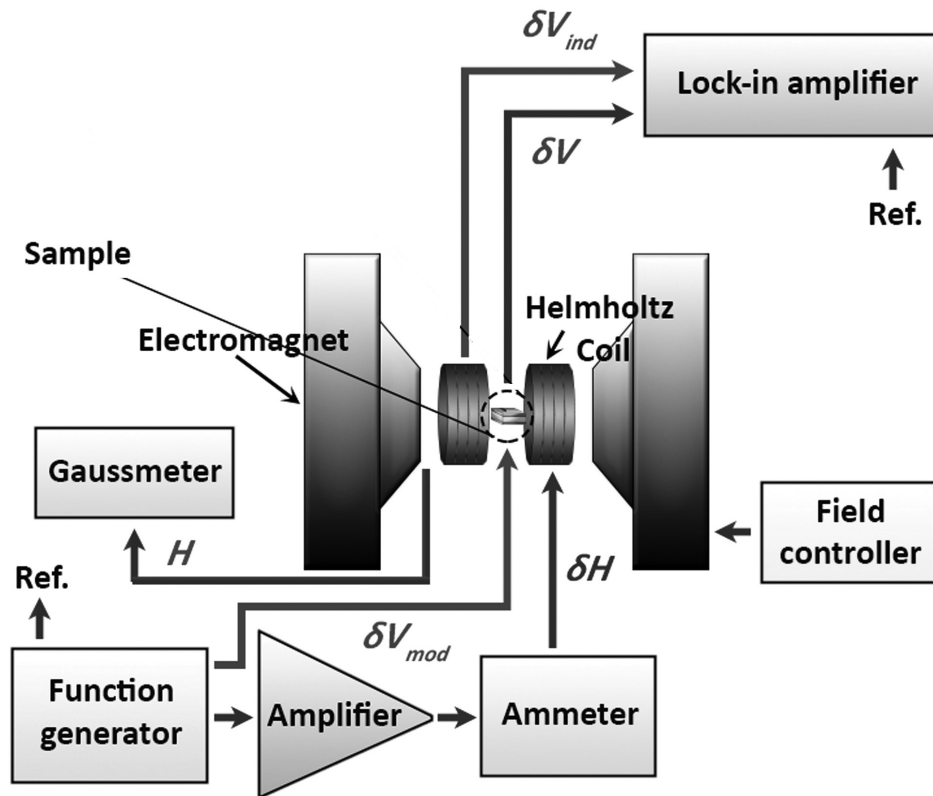 δV_ind
Lock-in amplifier
δV
Ref.
Sample
Helmholtz
Coil
Electromagnet
Gaussmeter
Field
controller
H
δH
Ref.
δV_mod
Function
generator
Amplifier
Ammeter